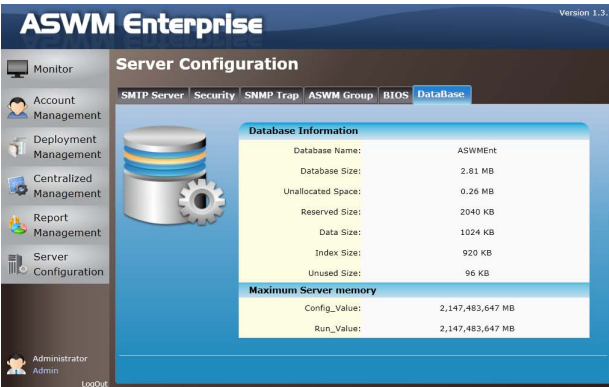 ASWM Enterprise
Version 1.3.
Monitor
Account
Management
Deployment
Management
Centralized
Management
Report
Management
Server
Configuration
Administrator
Admin
LogOut
Server Configuration
SMTP Server Security SNMP Trap ASWM Group BIOS DataBase
Database Information
Database Name: ASWMEnt
Database Size: 2.81 MB
Unallocated Space: 0.26 MB
Reserved Size: 2040 KB
Data Size: 1024 KB
Index Size: 920 KB
Unused Size: 96 KB
Maximum Server memory
Config_Value: 2,147,483,647 MB
Run_Value: 2,147,483,647 MB